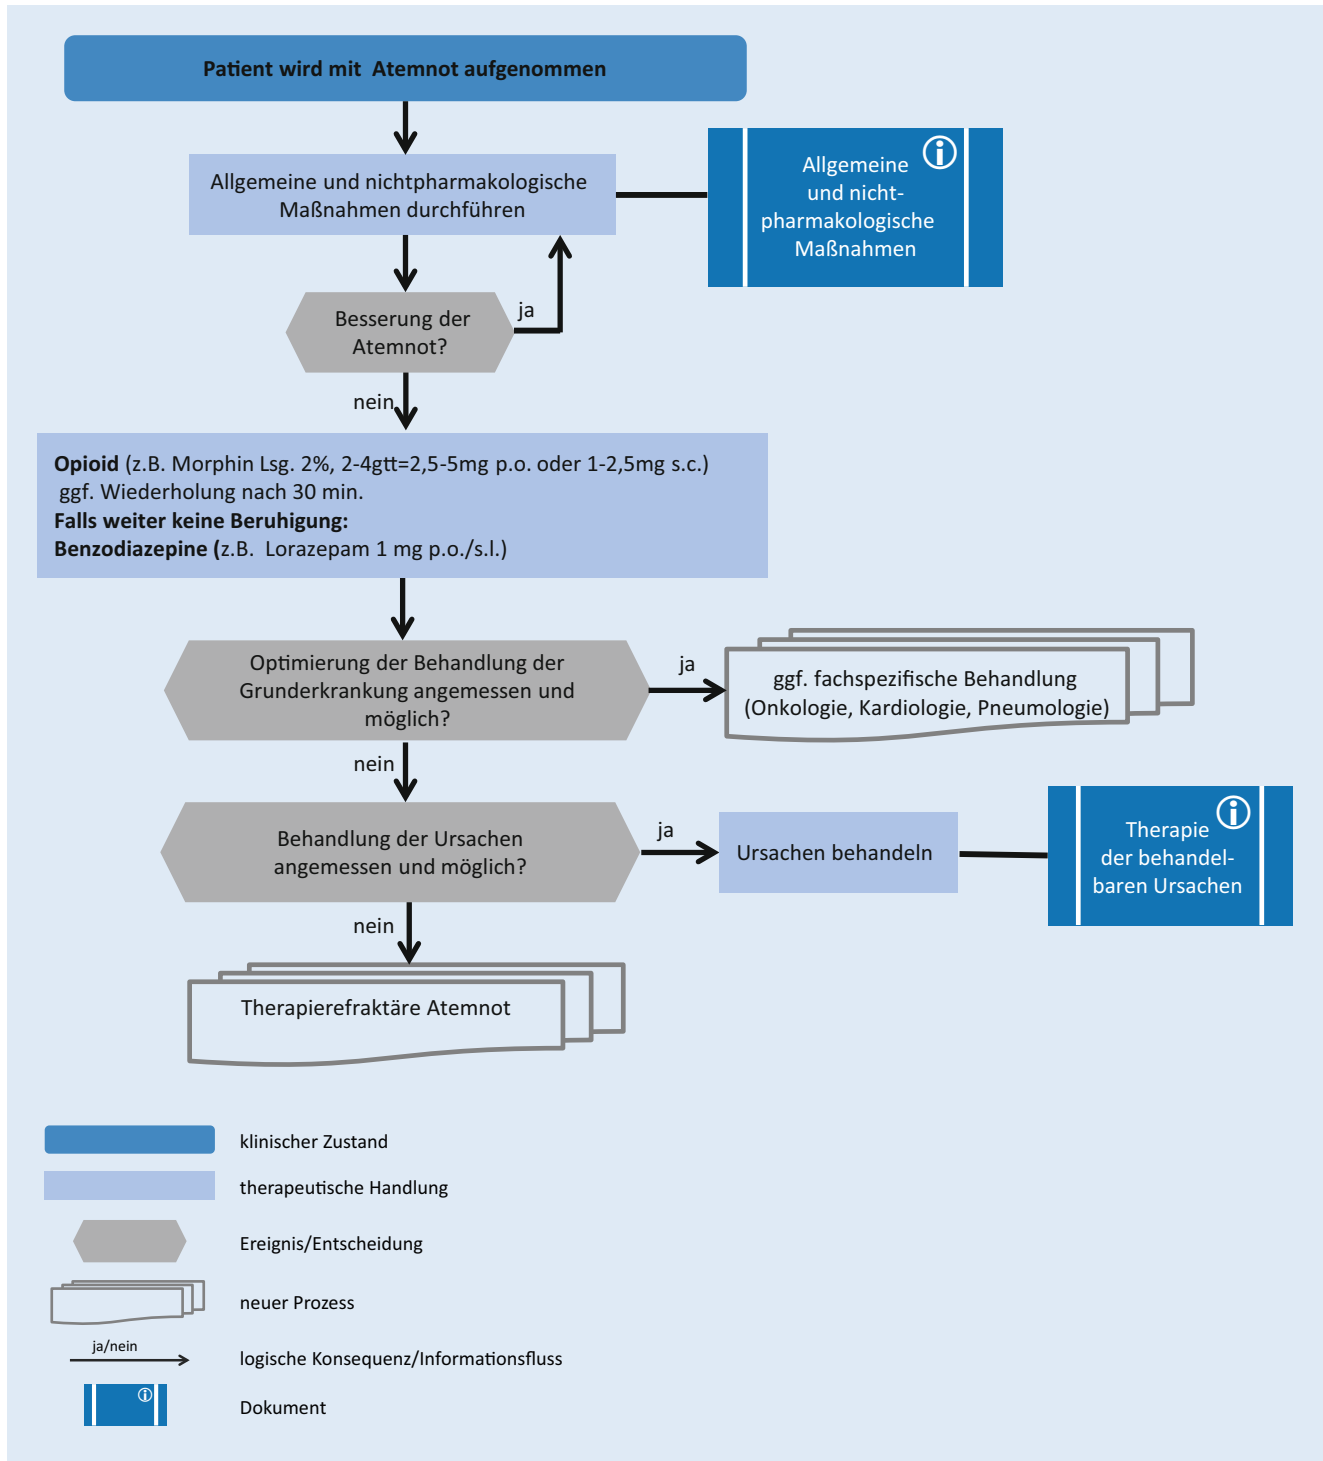 Patient wird mit Atemnot aufgenommen
Allgemeine und nichtpharmakologische
Maßnahmen durchführen
Allgemeine
und nicht-
pharmakologische
Maßnahmen
Besserung der
Atemnot?
ja
nein
Opioid (z.B. Morphin Lsg. 2%, 2-4gtt=2,5-5mg p.o. oder 1-2,5mg s.c.)
ggf. Wiederholung nach 30 min.
Falls weiter keine Beruhigung:
Benzodiazepine (z.B. Lorazepam 1 mg p.o./s.l.)
Optimierung der Behandlung der
Grunderkrankung angemessen und
möglich?
ja
ggf. fachspezifische Behandlung
(Onkologie, Kardiologie, Pneumologie)
nein
Behandlung der Ursachen
angemessen und möglich?
ja
Ursachen behandeln
Therapie
der behandel-
baren Ursachen
nein
Therapierefraktäre Atemnot
klinischer Zustand
therapeutische Handlung
Ereignis/Entscheidung
neuer Prozess
ja/nein
logische Konsequenz/Informationsfluss
Dokument